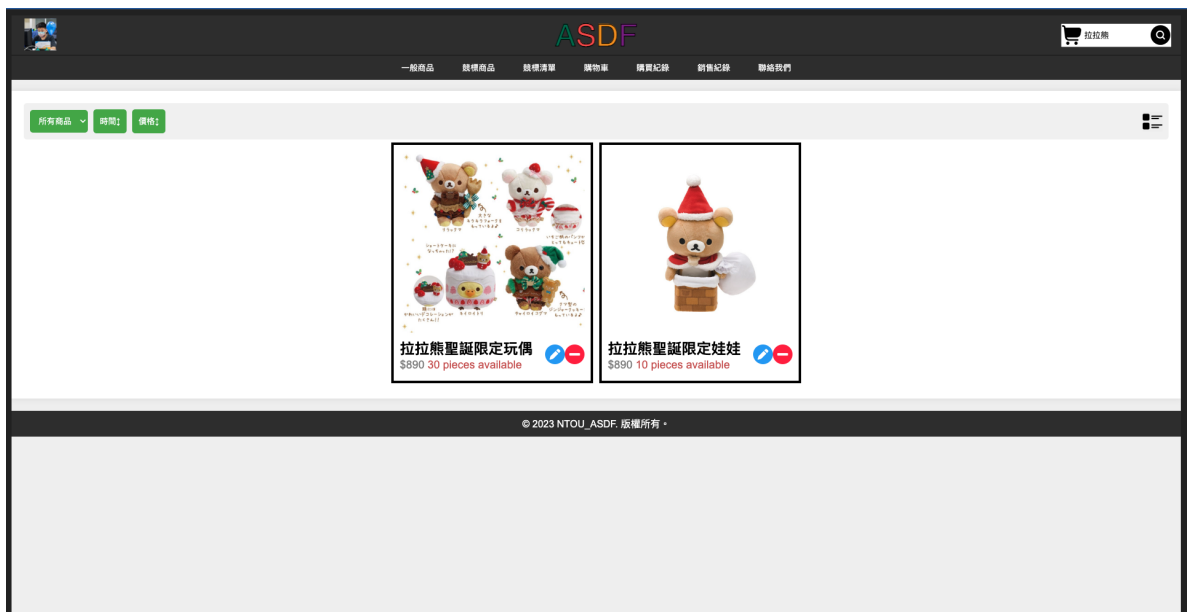 ASDF
拉拉熊
一般商品 競標商品 競標清單 購物車 購買紀錄 銷售紀錄 聯絡我們
所有商品 時間↕ 價格↕
拉拉熊聖誕限定玩偶
$890 30 pieces available
拉拉熊聖誕限定娃娃
$890 10 pieces available
© 2023 NTOU_ASDF. 版權所有。